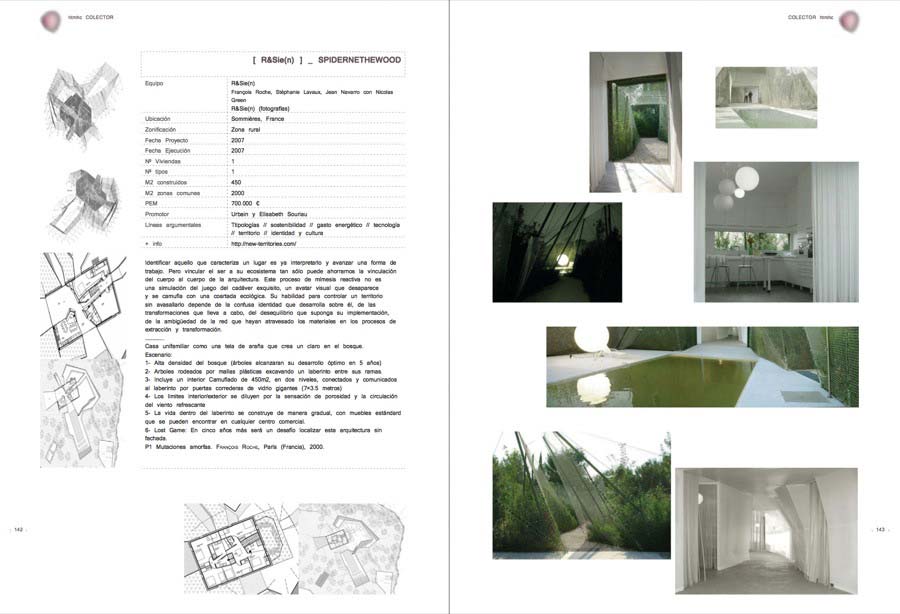 COLECTOR
[ R&Sie(n) ] _ SPIDERNETHEWOOD
Equipo R&Sie(n)
François Roche, Stéphanie Lavaux, Jean Navarro con Nicolas
Green
R&Sie(n) (fotografías)
Ubicación Sommières, France
Zonificación Zona rural
Fecha Proyecto 2007
Fecha Ejecución 2007
Nº Viviendas 1
Nº tipos 1
M2 construidos 450
M2 zonas comunes 2000
PEM 700.000 €
Promotor Urbain y Elisabeth Souriau
Líneas argumentales Ttipologías // sostenibilidad // gasto energético // tecnología
// territorio // identidad y cultura
+ info http://new-territories.com/
Identificar aquello que caracteriza un lugar es ya interpretarlo y avanzar una forma de
trabajo. Pero vincular el ser a su ecosistema tan sólo puede ahorrarnos la vinculación
del cuerpo al cuerpo de la arquitectura. Este proceso de mímesis reactiva no es
una simulación del juego del cadáver exquisito, un avatar visual que desaparece
y se camufla con una coartada ecológica. Su habilidad para controlar un territorio
sin avasallarlo depende de la confusa identidad que desarrolla sobre él, de las
transformaciones que lleva a cabo, del desequilibrio que suponga su implementación,
de la ambigüedad de la red que hayan atravesado los materiales en los procesos de
extracción y transformación.
Casa unifamiliar como una tela de araña que crea un claro en el bosque.
Escenario:
1- Alta densidad del bosque (árboles alcanzaran su desarrollo óptimo en 5 años)
2- Arboles rodeados por mallas plásticas excavando un laberinto entre sus ramas.
3- Incluye un interior Camuflado de 450m2, en dos niveles, conectados y comunicados
al laberinto por puertas correderas de vidrio gigantes (7×3.5 metros)
4- Los limites interior/exterior se diluyen por la sensación de porosidad y la circulación
del viento refrescante
5- La vida dentro del laberinto se construye de manera gradual, con muebles estándard
que se pueden encontrar en cualquier centro comercial.
6- Lost Game: En cinco años más será un desafío localizar esta arquitectura sin
fachada.
P1 Mutaciones amorfas. François Roche, París (Francia), 2000.
142
COLECTOR
143